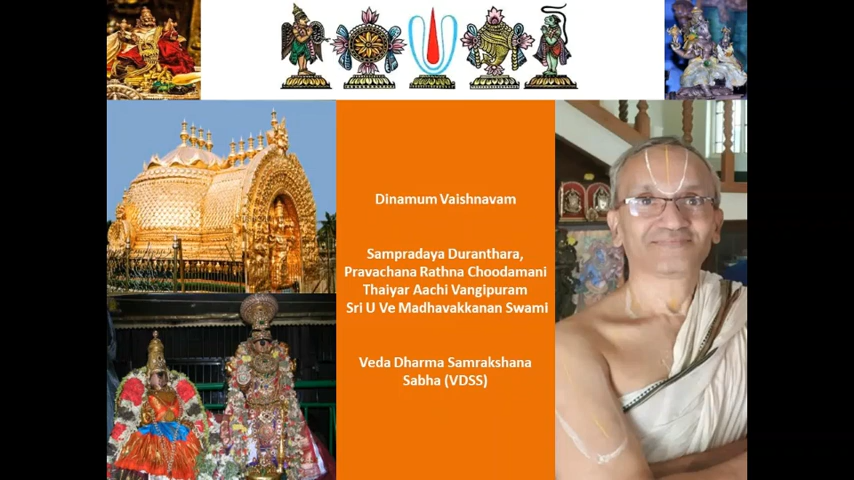 Dinamum Vaishnavam
Sampradaya Duranthara,
Pravachana Rathna Choodamani
Thaiyar Aachi Vangipuram
Sri U Ve Madhavakkanan Swami
Veda Dharma Samrakshana
Sabha (VDSS)